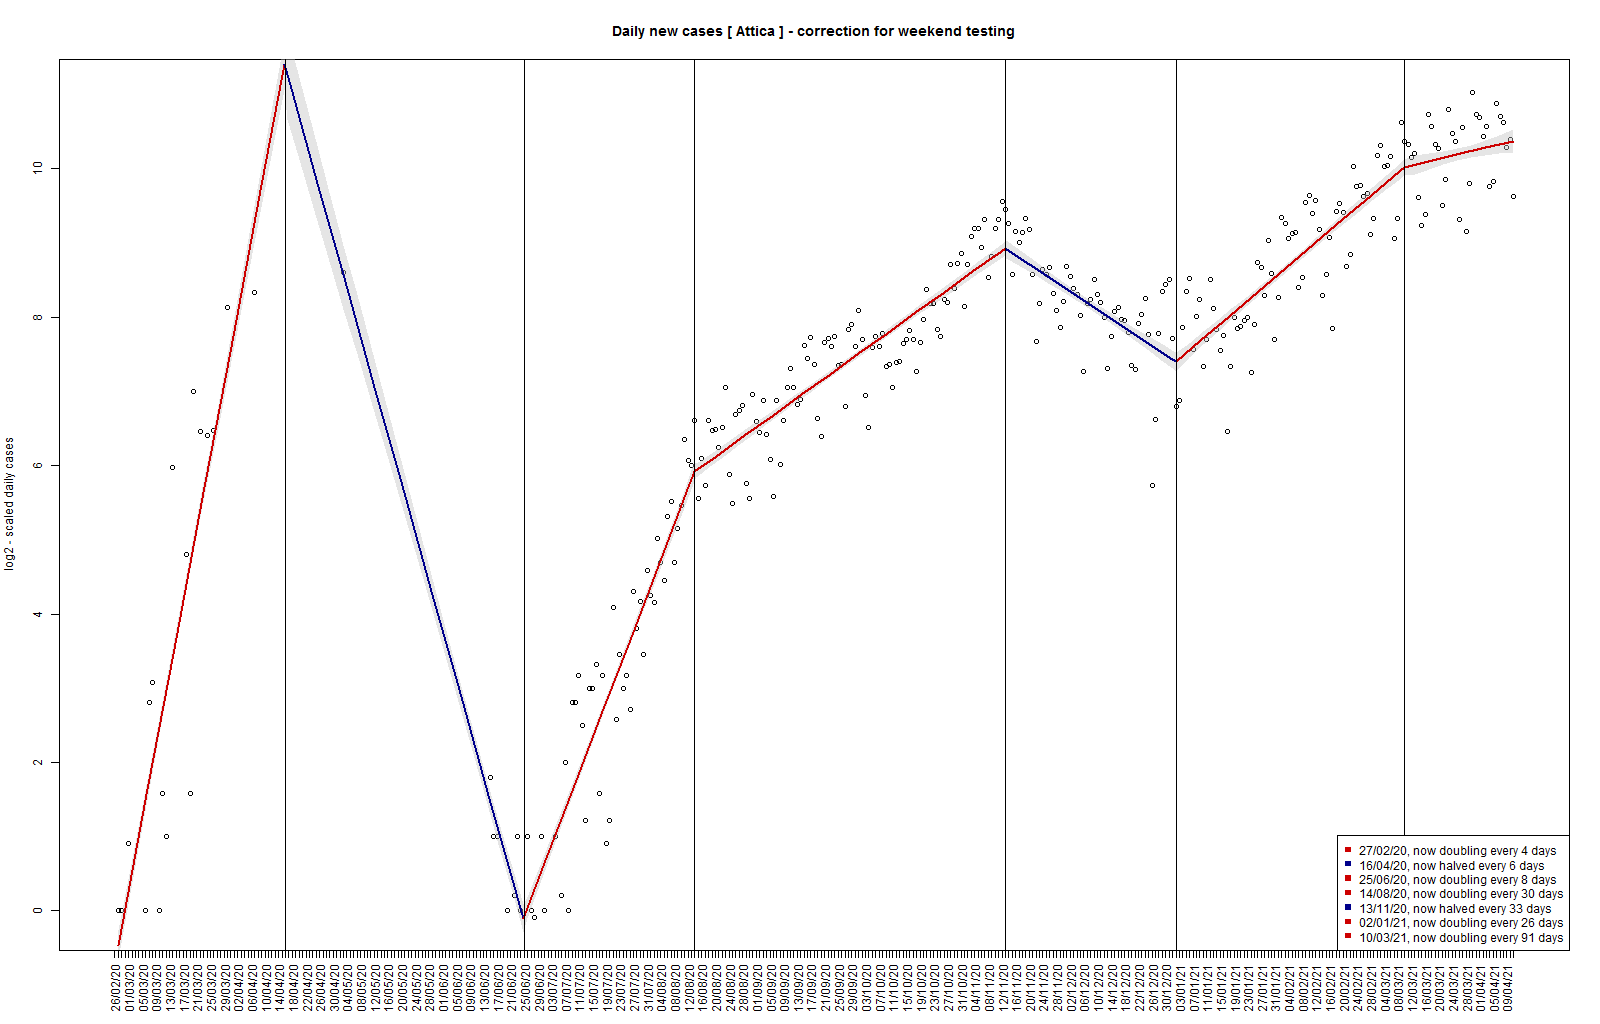 Daily new cases [ Attica ] - correction for weekend testing
log2 - scaled daily cases
10
8
6
4
2
0
27/02/20, now doubling every 4 days
16/04/20, now halved every 6 days
25/06/20, now doubling every 8 days
14/08/20, now doubling every 30 days
13/11/20, now halved every 33 days
02/01/21, now doubling every 26 days
10/03/21, now doubling every 91 days
26/02/20 01/03/20 05/03/20 09/03/20 13/03/20 17/03/20 21/03/20 25/03/20 29/03/20 02/04/20 06/04/20 10/04/20 14/04/20 18/04/20 22/04/20 26/04/20 30/04/20 04/05/20 08/05/20 12/05/20 16/05/20 20/05/20 24/05/20 28/05/20 01/06/20 05/06/20 09/06/20 13/06/20 17/06/20 21/06/20 25/06/20 29/06/20 03/07/20 07/07/20 11/07/20 15/07/20 19/07/20 23/07/20 27/07/20 31/07/20 04/08/20 08/08/20 12/08/20 16/08/20 20/08/20 24/08/20 28/08/20 01/09/20 05/09/20 09/09/20 13/09/20 17/09/20 21/09/20 25/09/20 29/09/20 03/10/20 07/10/20 11/10/20 15/10/20 19/10/20 23/10/20 27/10/20 31/10/20 04/11/20 08/11/20 12/11/20 16/11/20 20/11/20 24/11/20 28/11/20 02/12/20 06/12/20 10/12/20 14/12/20 18/12/20 22/12/20 26/12/20 30/12/20 03/01/21 07/01/21 11/01/21 15/01/21 19/01/21 23/01/21 27/01/21 31/01/21 04/02/21 08/02/21 12/02/21 16/02/21 20/02/21 24/02/21 28/02/21 04/03/21 08/03/21 12/03/21 16/03/21 20/03/21 24/03/21 28/03/21 01/04/21 05/04/21 09/04/21